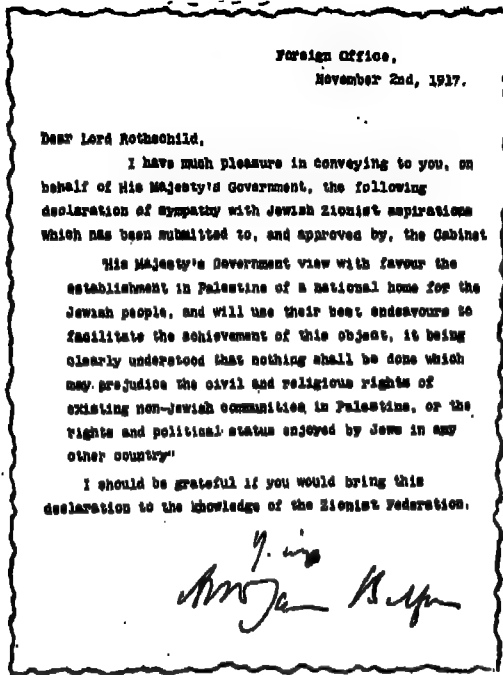 Foreign Office,
November 2nd, 1917.
Dear Lord Rothschild,
I have much pleasure in conveying to you, on
behalf of His Majesty's Government, the following
declaration of sympathy with Jewish Zionist aspirations
which has been submitted to, and approved by, the Cabinet
"His Majesty's Government view with favour the
establishment in Palestine of a national home for the
Jewish people, and will use their best endeavours to
facilitate the achievement of this object, it being
clearly understood that nothing shall be done which
may prejudice the civil and religious rights of
existing non-Jewish communities in Palestine, or the
rights and political status enjoyed by Jews in any
other country"
I should be grateful if you would bring this
declaration to the knowledge of the Zionist Federation.
Arthur James Balfour